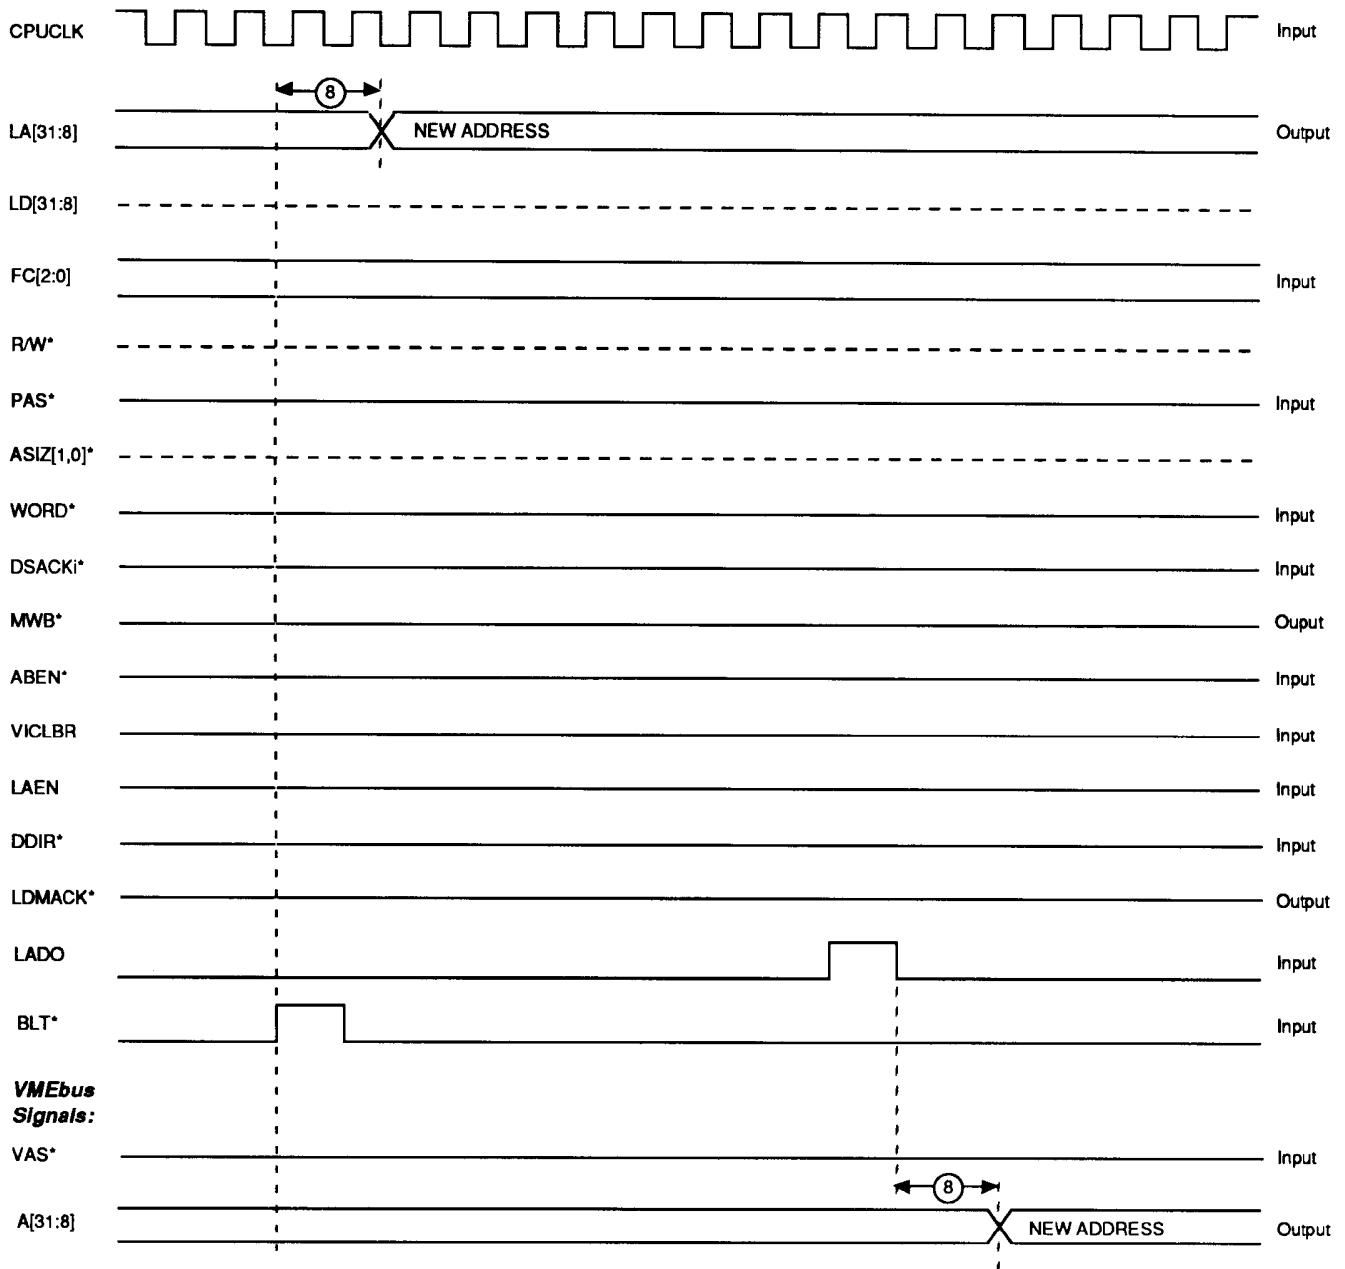 CPUCLK Input
8
LA[31:8] NEW ADDRESS Output
LD[31:8]
FC[2:0] Input
R/W*
PAS* Input
ASIZ[1,0]*
WORD* Input
DSACKi* Input
MWB* Ouput
ABEN* Input
VICLBR Input
LAEN Input
DDIR* Input
LDMACK* Output
LADO Input
BLT* Input
VMEbus
Signals:
VAS* Input
8
A[31:8] NEW ADDRESS Output